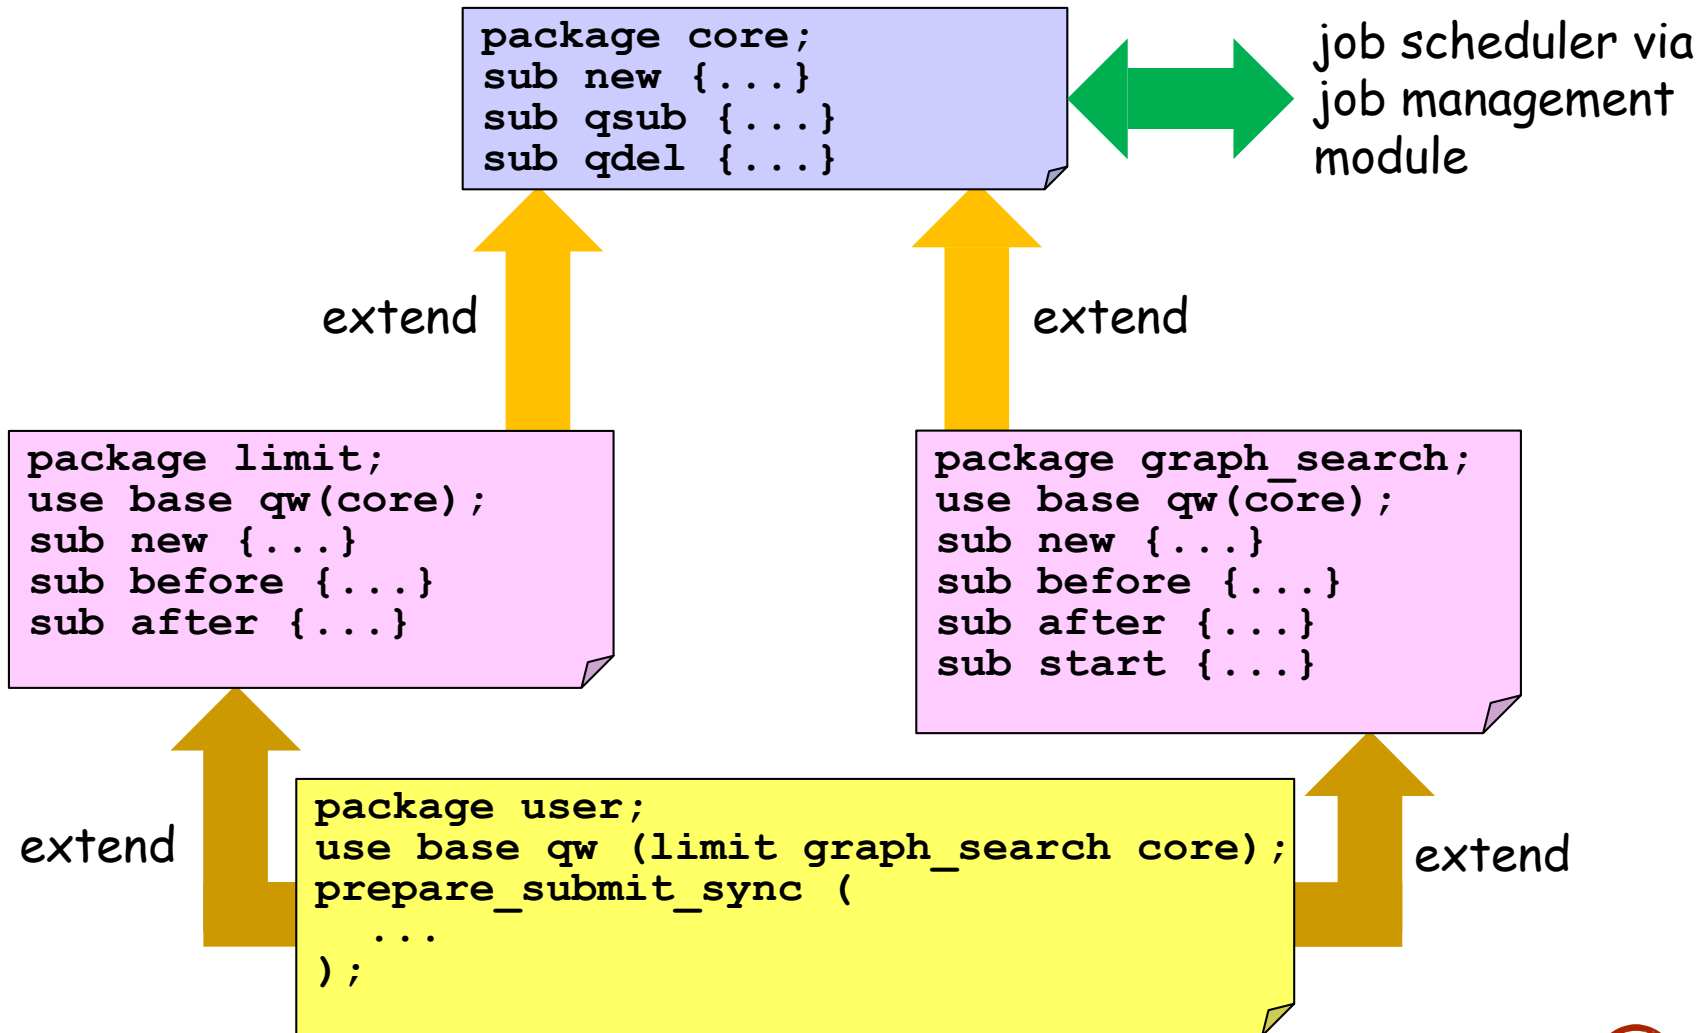 package core;
sub new {...}
sub qsub {...}
sub qdel {...}
job scheduler via
job management
module
extend
extend
package limit;
use base qw(core);
sub new {...}
sub before {...}
sub after {...}
package graph_search;
use base qw(core);
sub new {...}
sub before {...}
sub after {...}
sub start {...}
extend
package user;
use base qw (limit graph_search core);
prepare_submit_sync (
...
);
extend